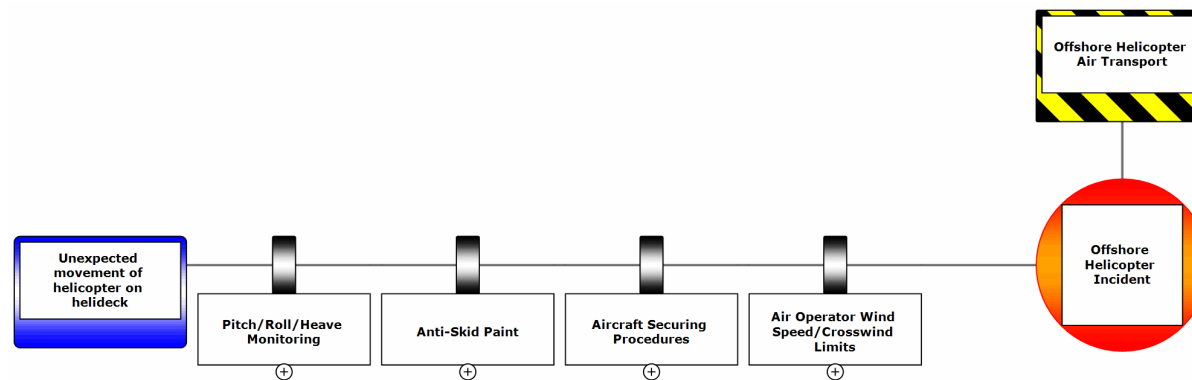 Offshore Helicopter
Air Transport
Unexpected
movement of
helicopter on
helideck
Pitch/Roll/Heave
Monitoring
Anti-Skid Paint
Aircraft Securing
Procedures
Air Operator Wind
Speed/Crosswind
Limits
Offshore
Helicopter
Incident